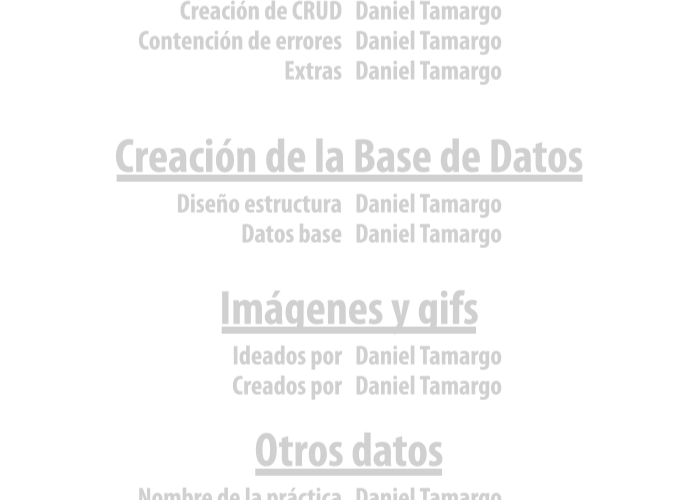 Creación de CRUD Daniel Tamargo
Contención de errores Daniel Tamargo
Extras Daniel Tamargo
Creación de la Base de Datos
Diseño estructura Daniel Tamargo
Datos base Daniel Tamargo
Imágenes y gifs
Ideados por Daniel Tamargo
Creados por Daniel Tamargo
Otros datos
Nombre de la práctica Daniel Tamargo